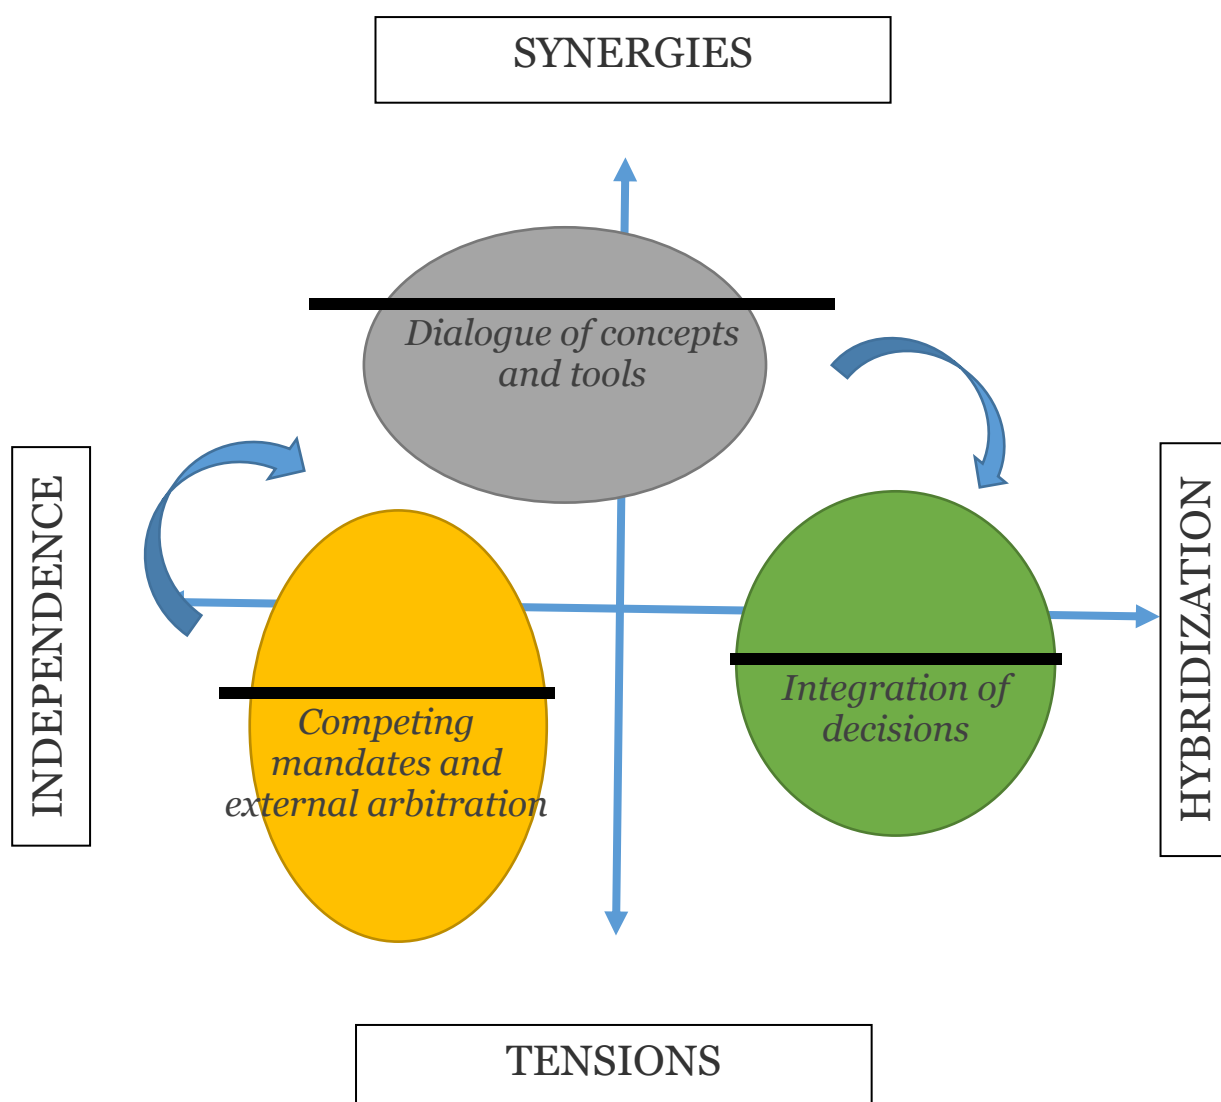 SYNERGIES
Dialogue of concepts
and tools
INDEPENDENCE
HYBRIDIZATION
Integration of
decisions
Competing
mandates and
external arbitration
TENSIONS